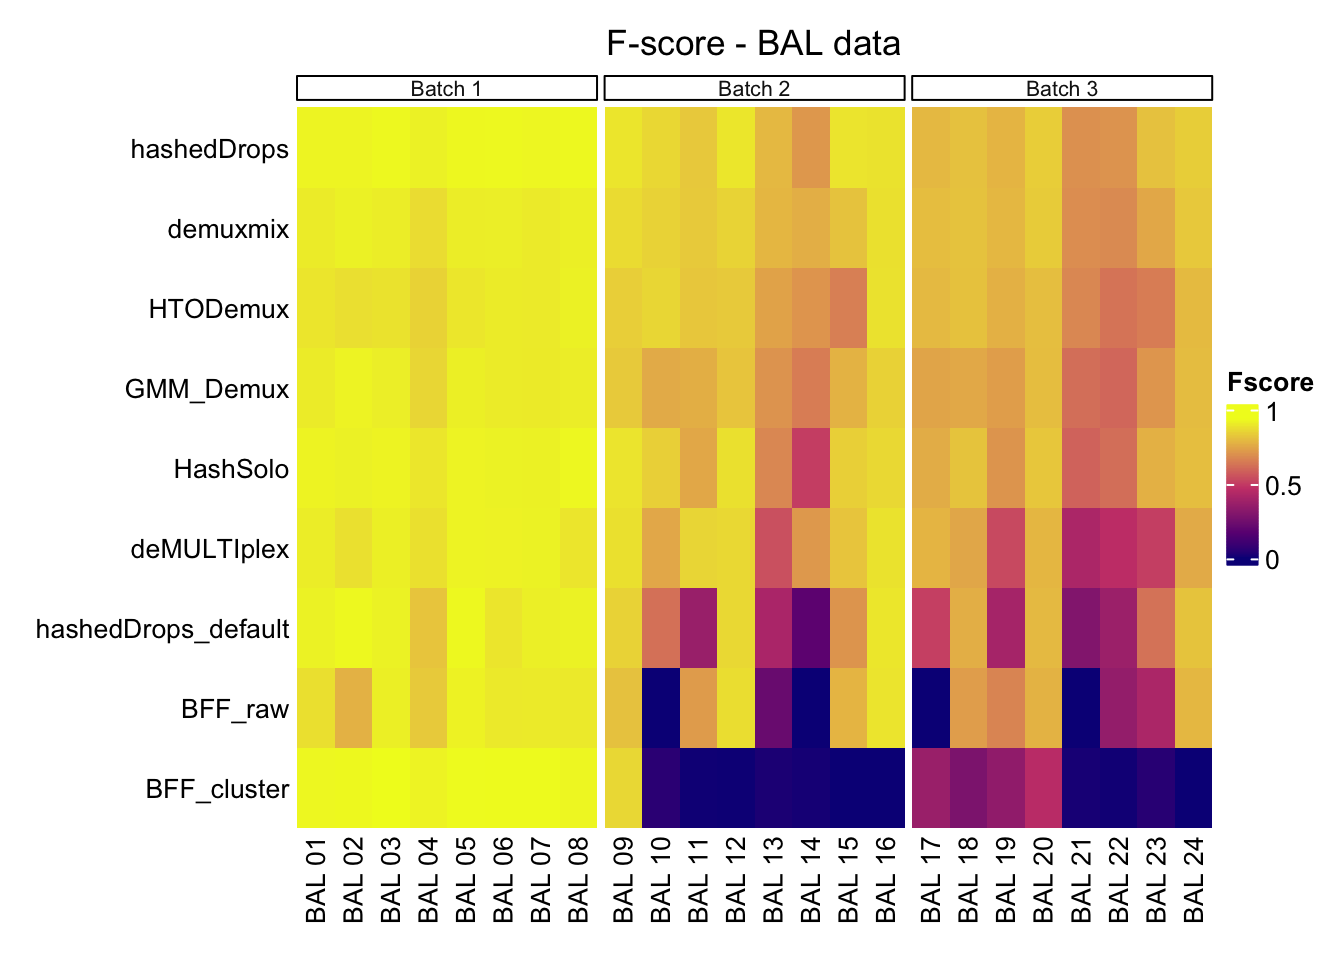 F-score - BAL data
Batch 1
Batch 2
Batch 3
hashedDrops
demuxmix
HTODemux
GMM_Demux
HashSolo
deMULTIplex
hashedDrops_default
BFF_raw
BFF_cluster
Fscore
1
0.5
0
BAL 01
BAL 02
BAL 03
BAL 04
BAL 05
BAL 06
BAL 07
BAL 08
BAL 09
BAL 10
BAL 11
BAL 12
BAL 13
BAL 14
BAL 15
BAL 16
BAL 17
BAL 18
BAL 19
BAL 20
BAL 21
BAL 22
BAL 23
BAL 24